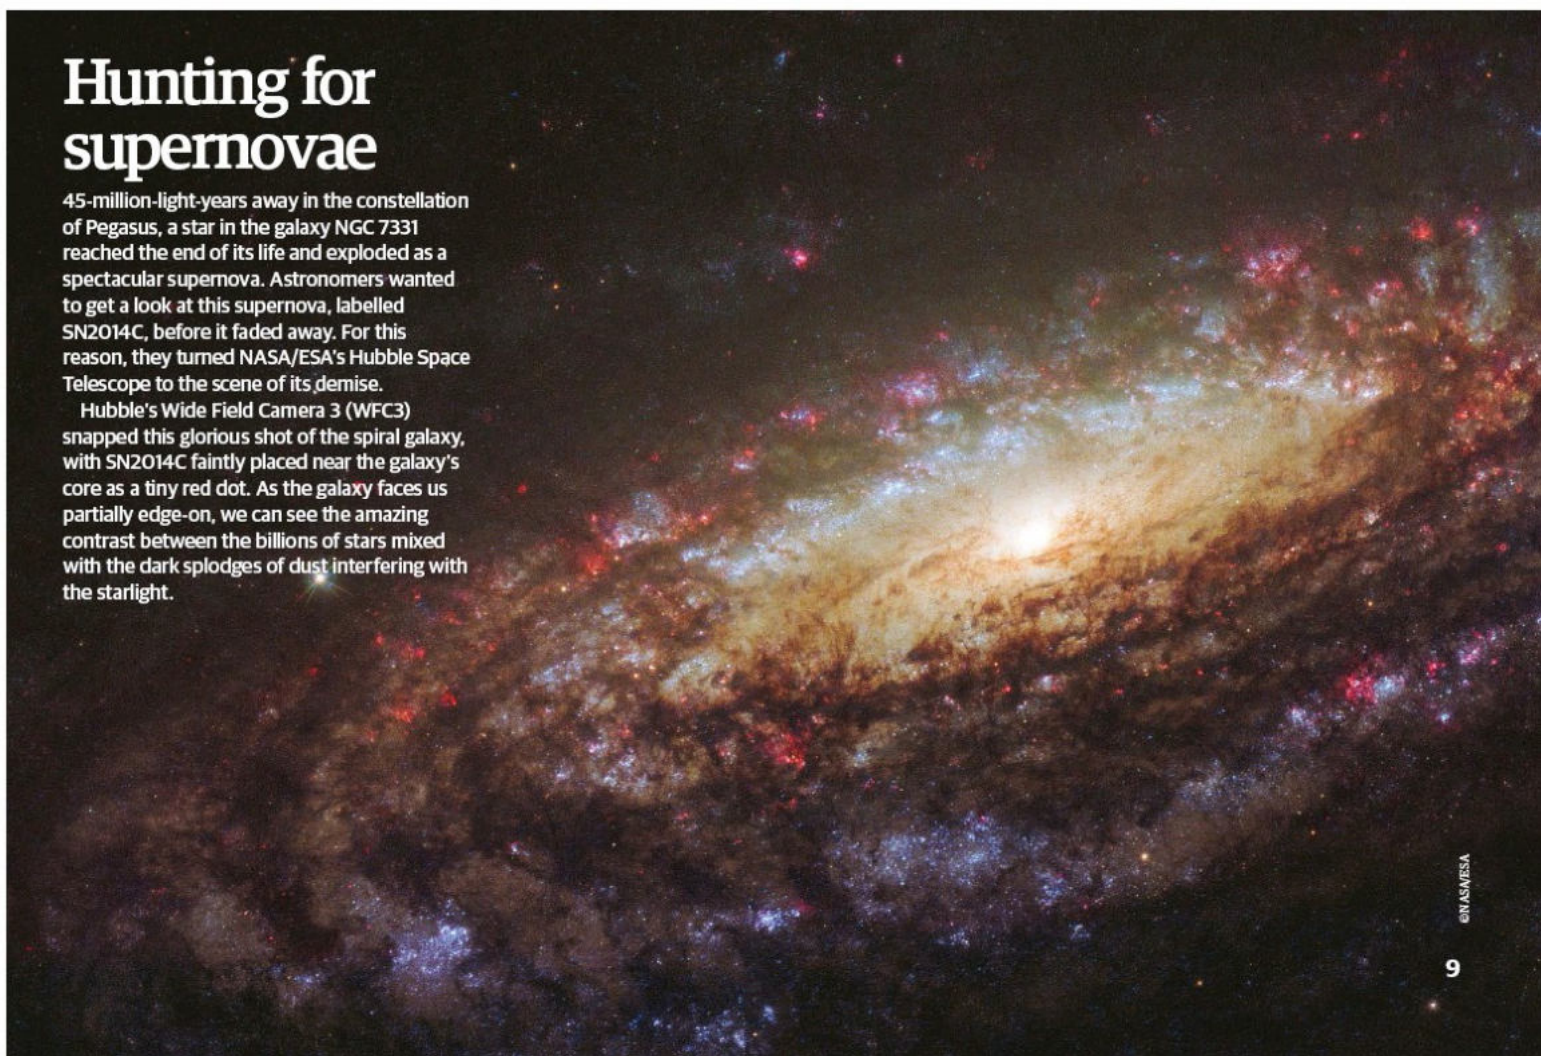 Hunting for
supernovae
45-million-light-years away in the constellation
of Pegasus, a star in the galaxy NGC 7331
reached the end of its life and exploded as a
spectacular supernova. Astronomers wanted
to get a look at this supernova, labelled
SN2014C, before it faded away. For this
reason, they turned NASA/ESA's Hubble Space
Telescope to the scene of its demise.
Hubble's Wide Field Camera 3 (WFC3)
snapped this glorious shot of the spiral galaxy,
with SN2014C faintly placed near the galaxy's
core as a tiny red dot. As the galaxy faces us
partially edge-on, we can see the amazing
contrast between the billions of stars mixed
with the dark splodges of dust interfering with
the starlight.
©NASA/ESA
9